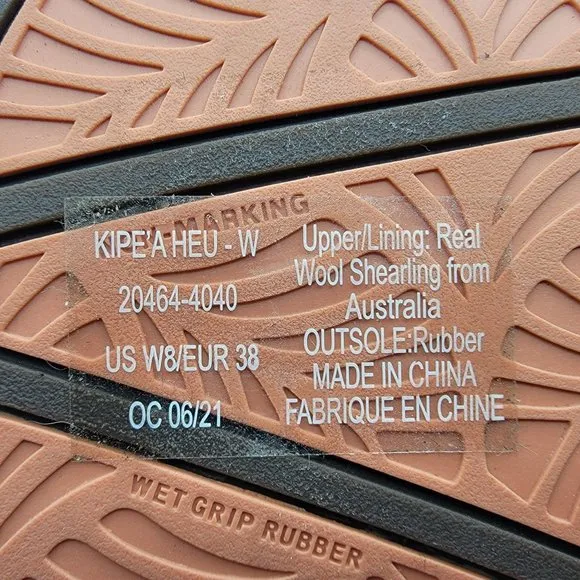 -MARKING
KIPE'A HEU - W
20464-4040
US W8/EUR 38
OC 06/21
Upper/Lining: Real
Wool Shearling from
Australia
OUTSOLE:Rubber
MADE IN CHINA
FABRIQUE EN CHINE
WET GRIP RUBBER